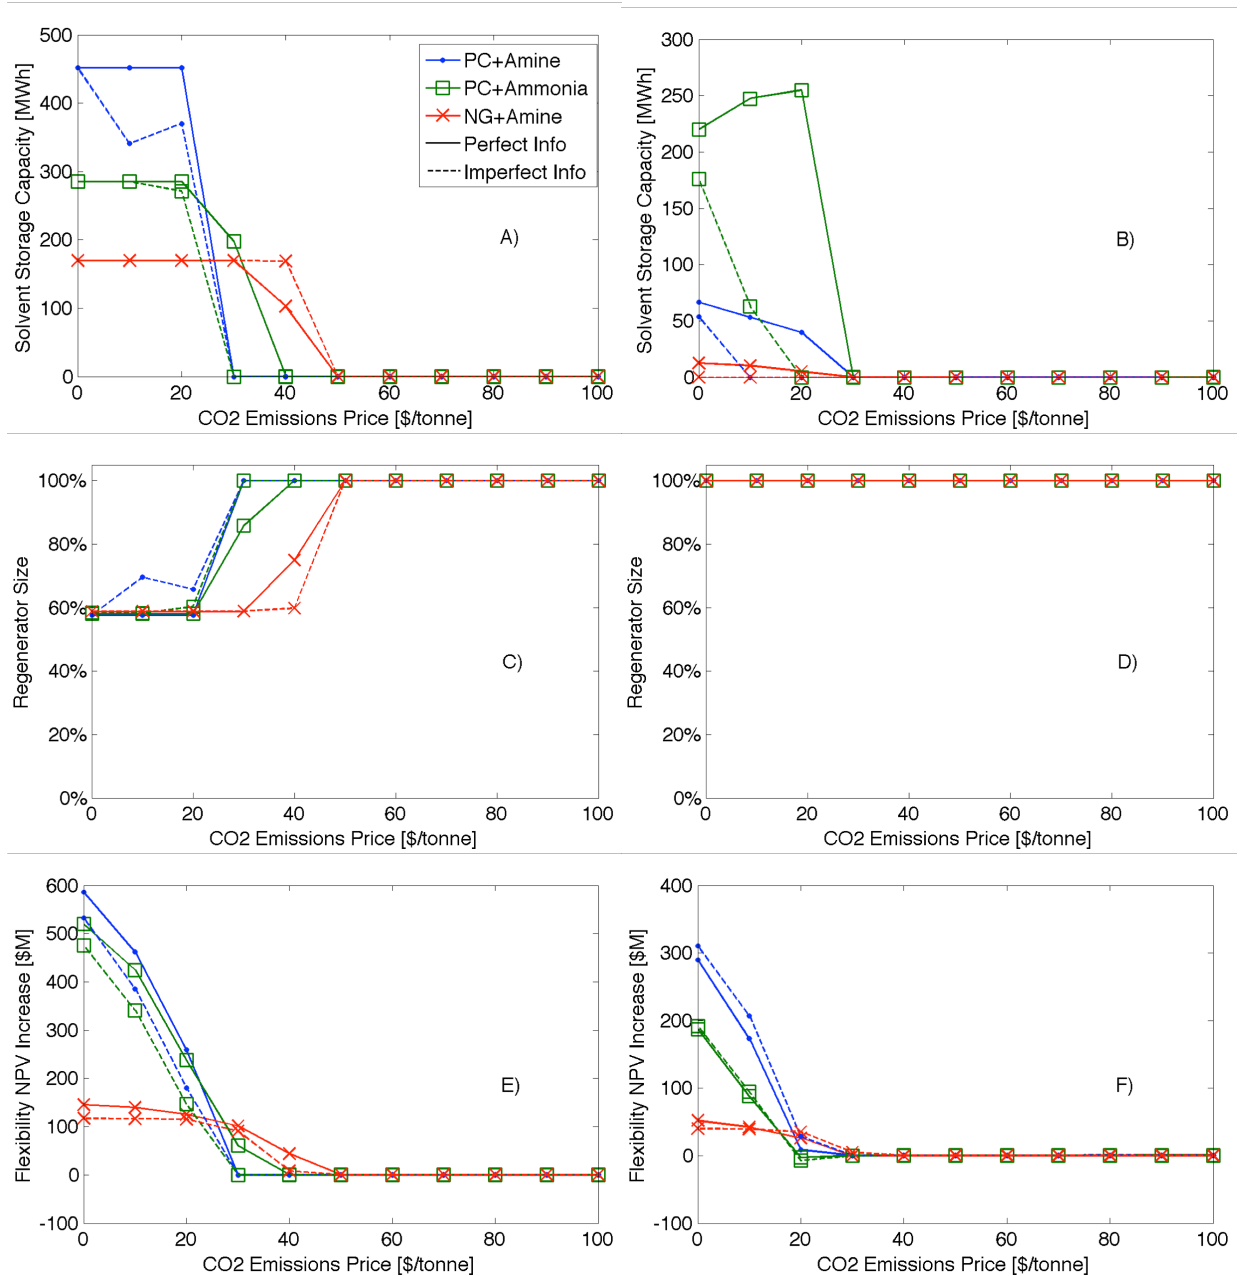 500
400
300
200
100
0
Solvent Storage Capacity [MWh]
PC+Amine
PC+Ammonia
NG+Amine
Perfect Info
Imperfect Info
A)
0 20 40 60 80 100
CO2 Emissions Price [$/tonne]
300
250
200
150
100
50
0
Solvent Storage Capacity [MWh]
B)
0 20 40 60 80 100
CO2 Emissions Price [$/tonne]
100%
80%
60%
40%
20%
0%
Regenerator Size
C)
0 20 40 60 80 100
CO2 Emissions Price [$/tonne]
100%
80%
60%
40%
20%
0%
Regenerator Size
D)
0 20 40 60 80 100
CO2 Emissions Price [$/tonne]
600
500
400
300
200
100
0
-100
Flexibility NPV Increase [$M]
E)
0 20 40 60 80 100
CO2 Emissions Price [$/tonne]
400
300
200
100
0
-100
Flexibility NPV Increase [$M]
F)
0 20 40 60 80 100
CO2 Emissions Price [$/tonne]